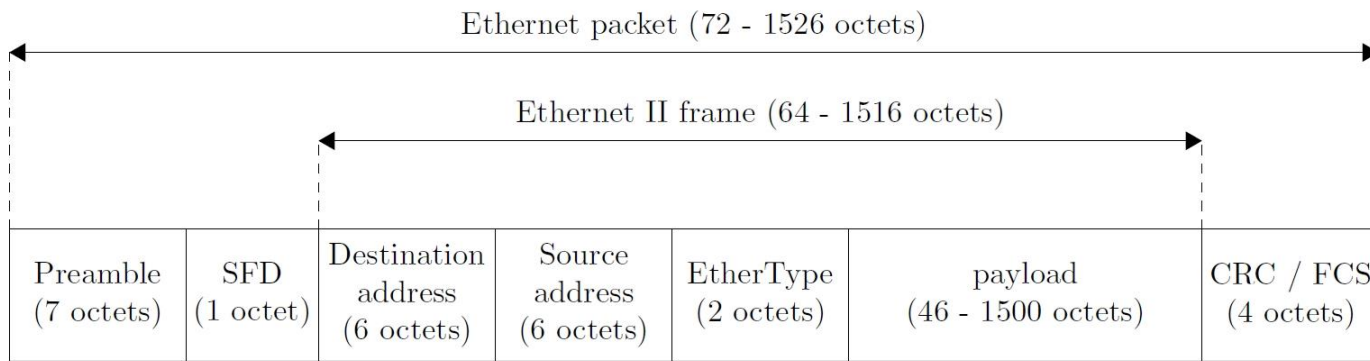 Ethernet packet (72 - 1526 octets)
Ethernet II frame (64 - 1516 octets)
Preamble
(7 octets)
SFD
(1 octet)
Destination
address
(6 octets)
Source
address
(6 octets)
EtherType
(2 octets)
payload
(46 - 1500 octets)
CRC / FCS
(4 octets)